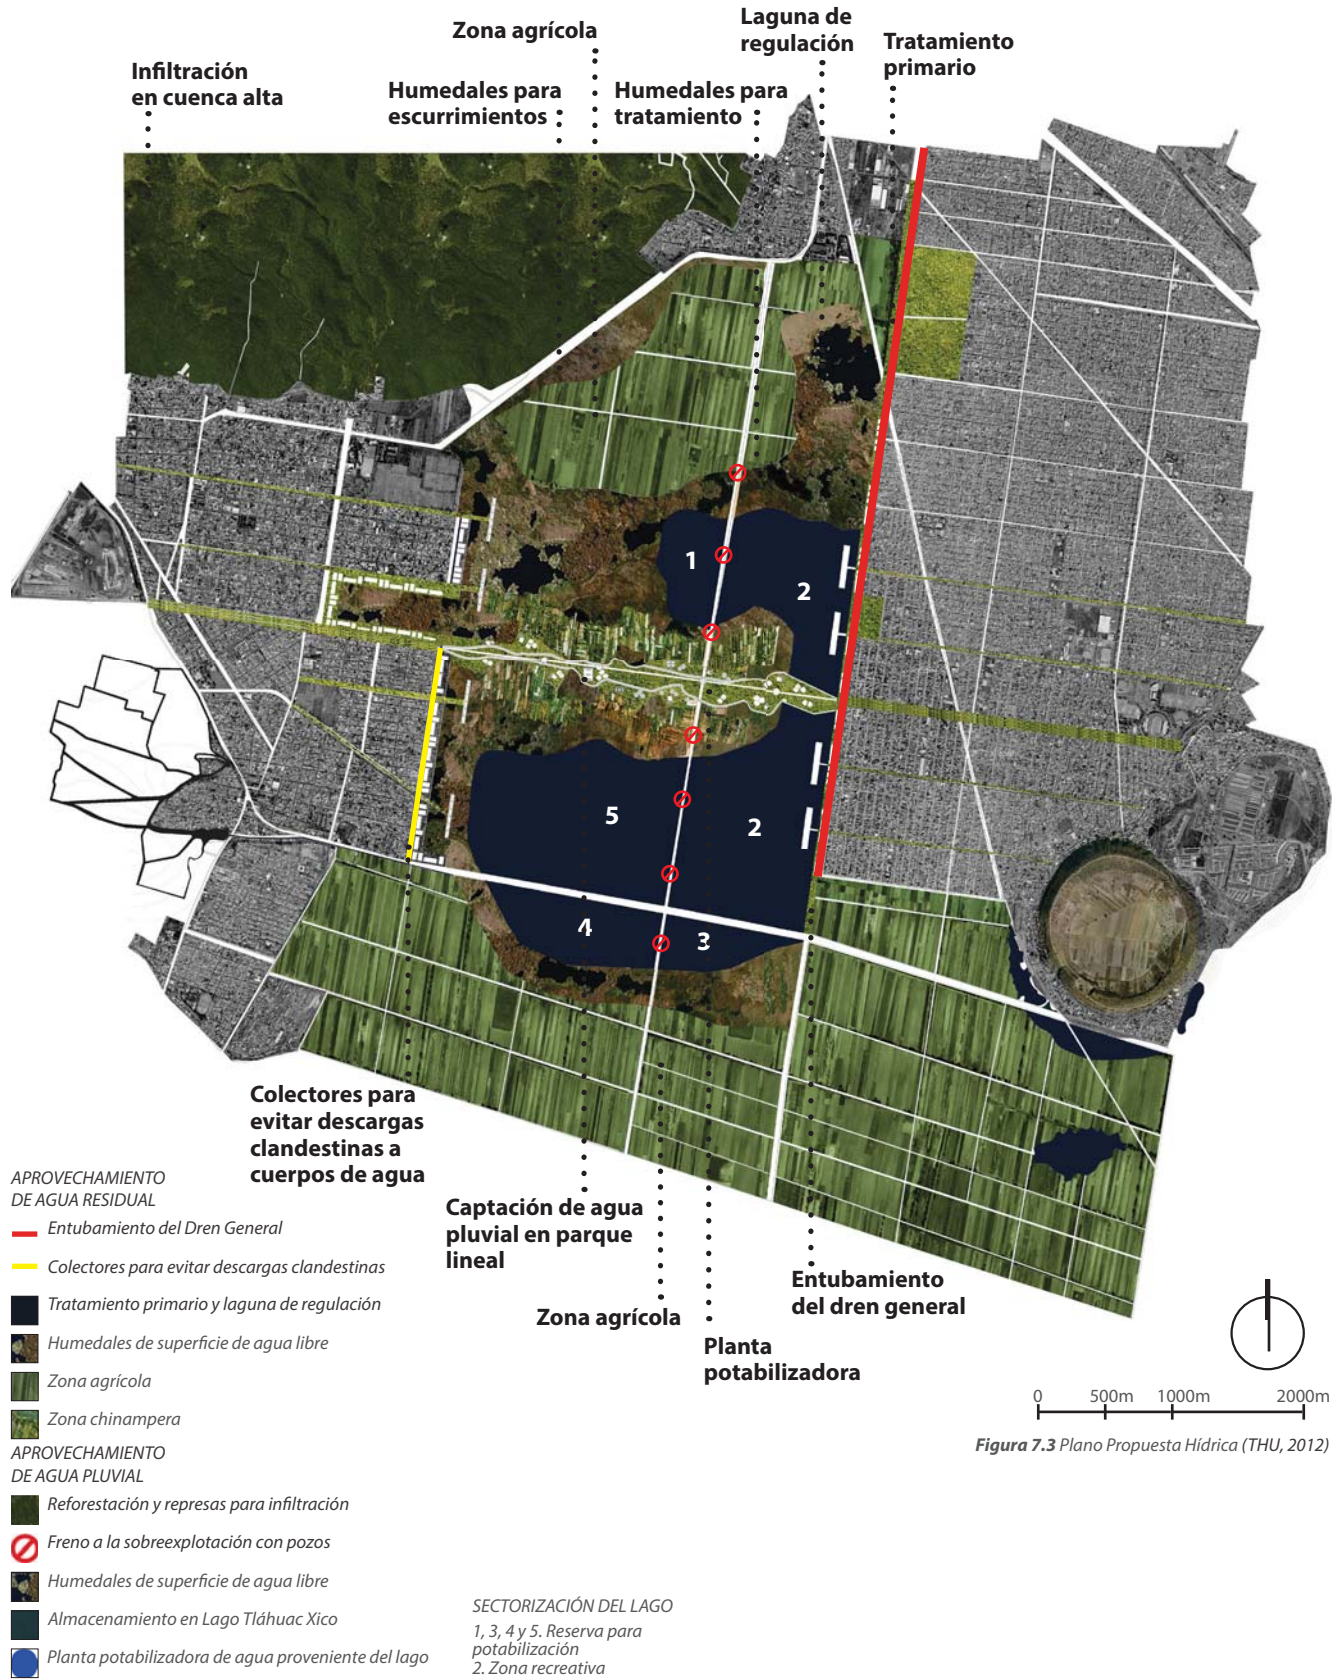 Zona agrícola
Laguna de
regulación
Tratamiento
primario
Infiltración
en cuenca alta
Humedales para
escurrimientos
Humedales para
tratamiento
1
2
5
2
4
3
Colectores para
evitar descargas
clandestinas a
cuerpos de agua
Captación de agua
pluvial en parque
lineal
Zona agrícola
Planta
potabilizadora
Entubamiento
del dren general
APROVECHAMIENTO
DE AGUA RESIDUAL
Entubamiento del Dren General
Colectores para evitar descargas clandestinas
Tratamiento primario y laguna de regulación
Humedales de superficie de agua libre
Zona agrícola
Zona chinampera
APROVECHAMIENTO
DE AGUA PLUVIAL
Reforestación y represas para infiltración
Freno a la sobreexplotación con pozos
Humedales de superficie de agua libre
Almacenamiento en Lago Tláhuac Xico
Planta potabilizadora de agua proveniente del lago
SECTORIZACIÓN DEL LAGO
1, 3, 4 y 5. Reserva para
potabilización
2. Zona recreativa
0 500m 1000m 2000m
Figura 7.3 Plano Propuesta Hídrica (THU, 2012)